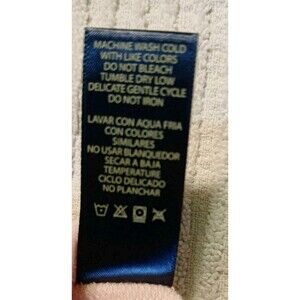 MACHINE WASH COLD
WITH LIKE COLORS
DO NOT BLEACH
TUMBLE DRY LOW
DELICATE GENTLE CYCLE
DO NOT IRON
LAVAR CON AQUA FRIA
CON COLORES
SIMILARES
NO USAR BLANQUEDOR
SECAR A BAJA
TEMPERATURE
CICLO DELICADO
NO PLANCHAR